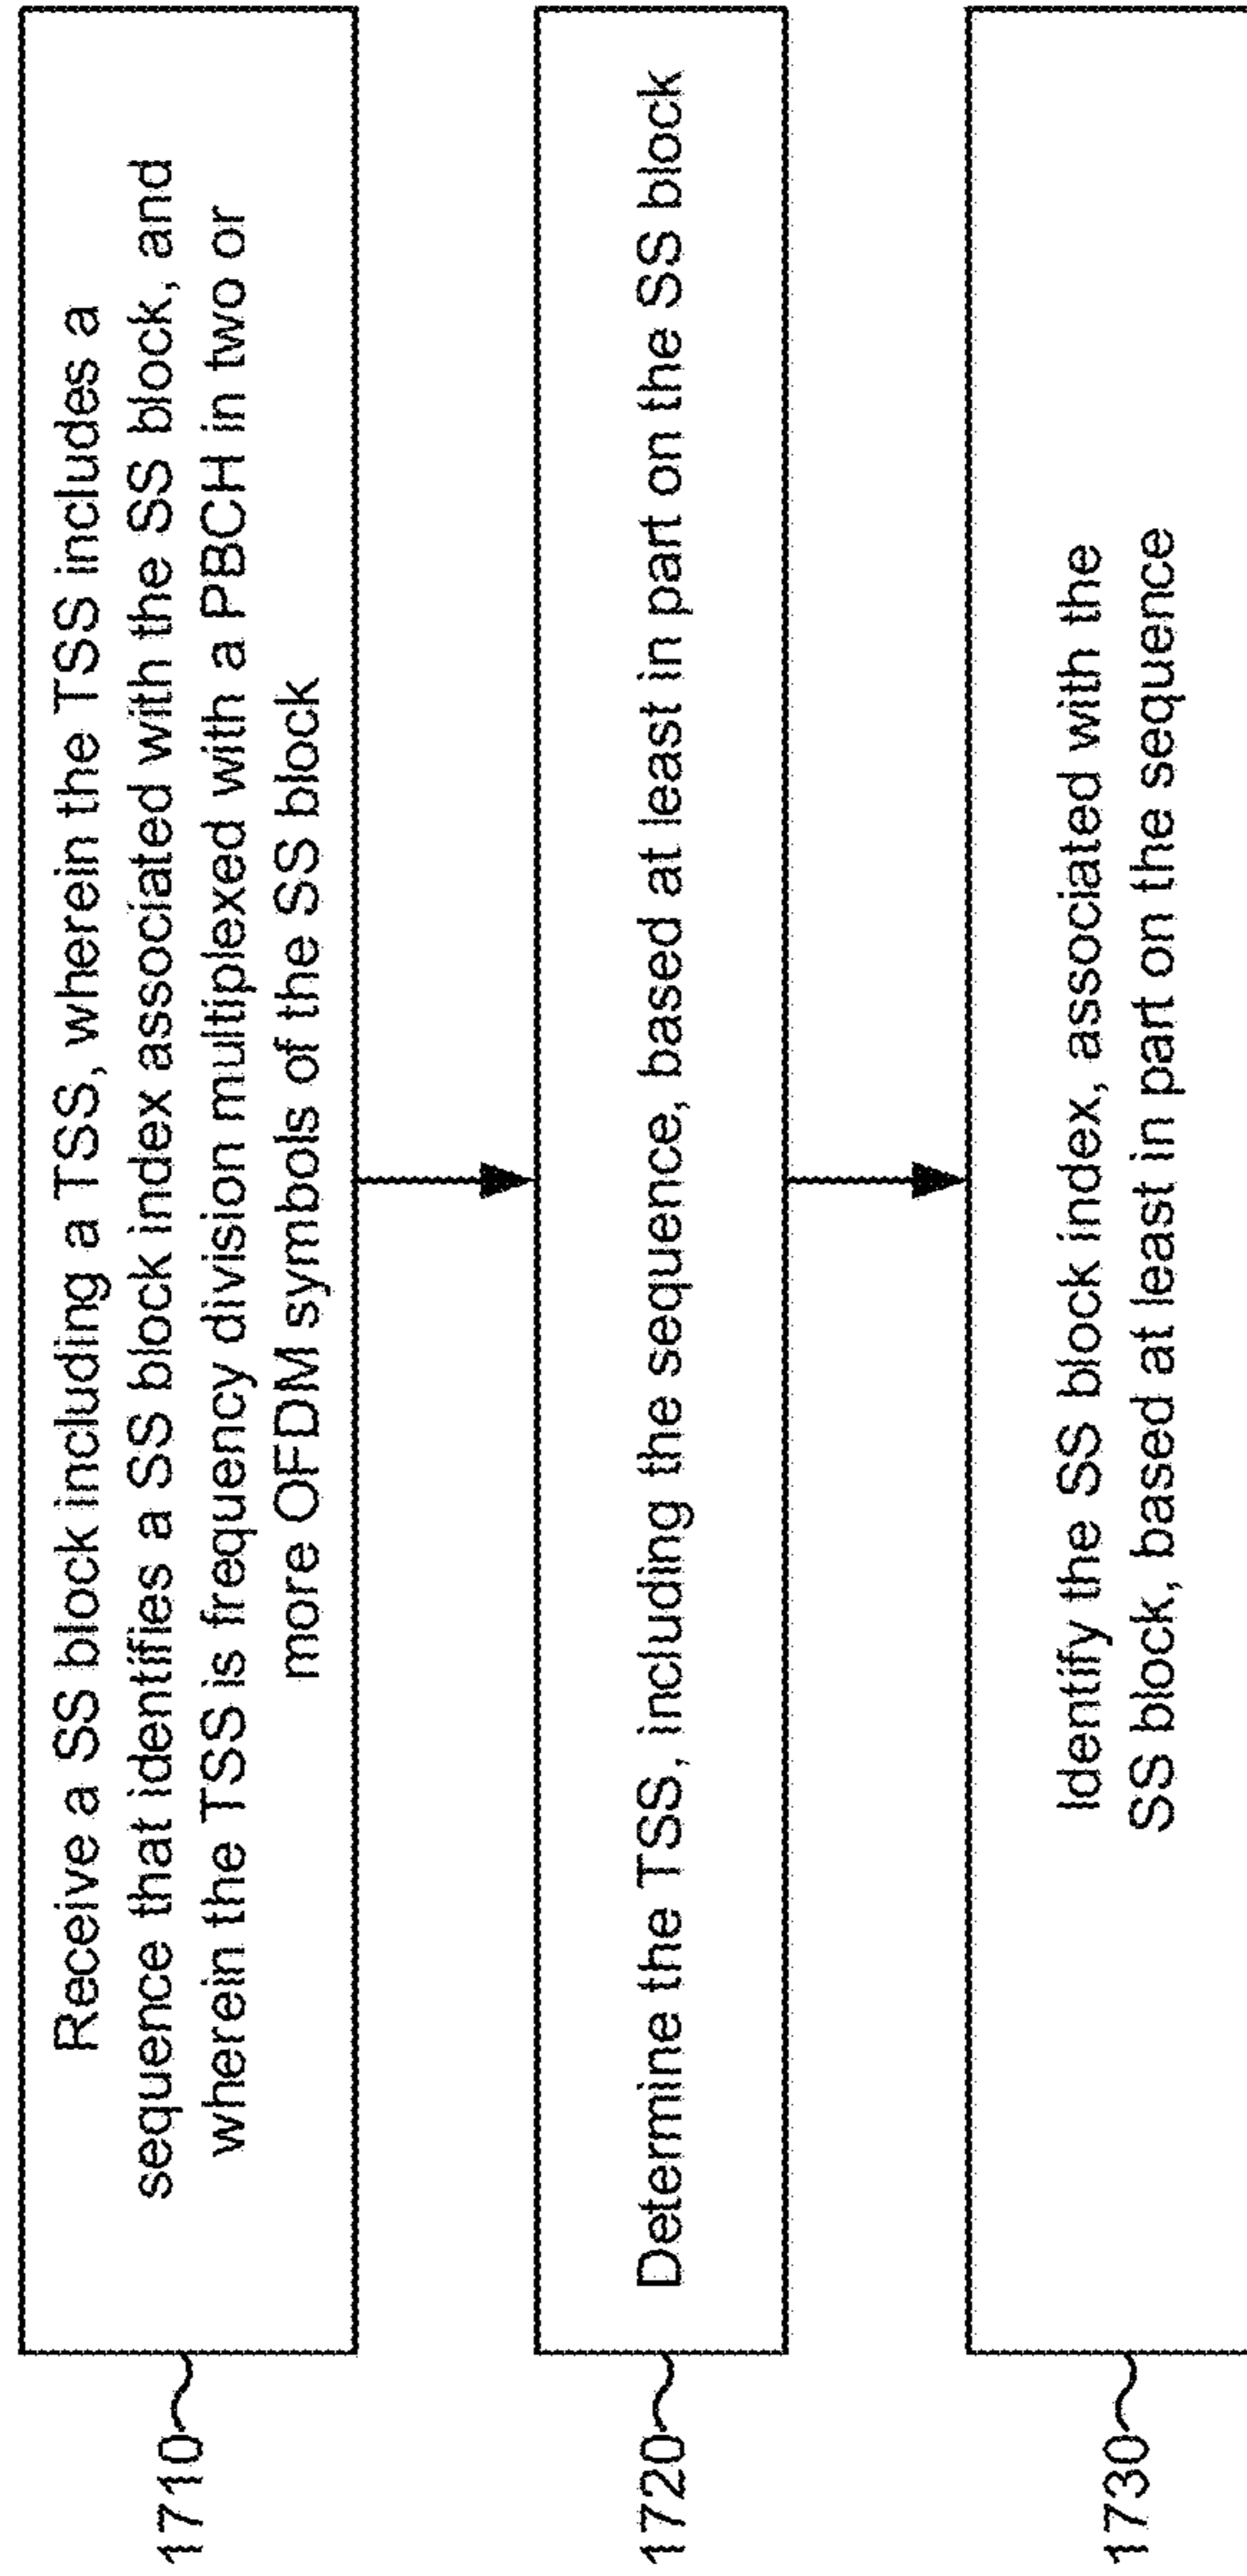 1710
Receive a SS block including a TSS, wherein the TSS includes a
sequence that identifies a SS block index associated with the SS block, and
wherein the TSS is frequency division multiplexed with a PBCH in two or
more OFDM symbols of the SS block
1720
Determine the TSS, including the sequence, based at least in part on the SS block
1730
Identify the SS block index, associated with the
SS block, based at least in part on the sequence